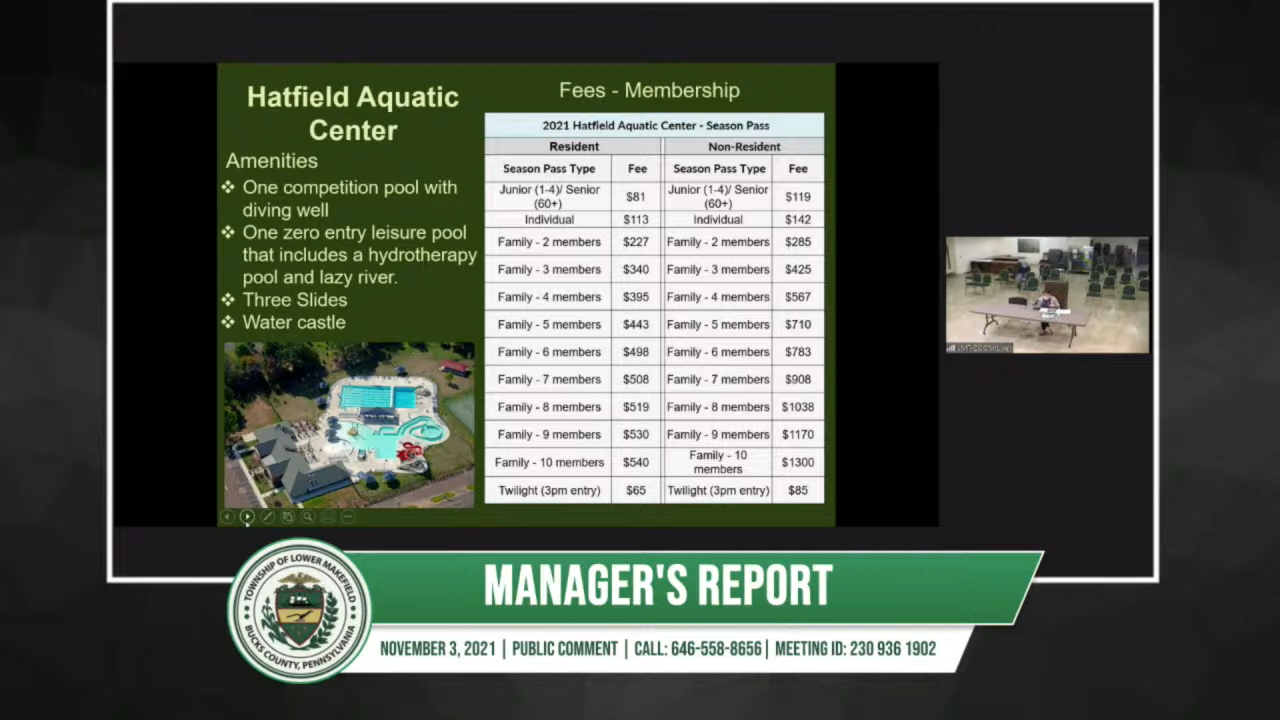 Hatfield Aquatic
Center
Amenities
❖ One competition pool with
diving well
❖ One zero entry leisure pool
that includes a hydrotherapy
pool and lazy river.
❖ Three Slides
❖ Water castle
Fees - Membership
2021 Hatfield Aquatic Center - Season Pass
Resident Non-Resident
Season Pass Type Fee Season Pass Type Fee
Junior (1-4)/ Senior (60+) $81 Junior (1-4)/ Senior (60+) $119
Individual $113 Individual $142
Family - 2 members $227 Family - 2 members $285
Family - 3 members $340 Family - 3 members $425
Family - 4 members $395 Family - 4 members $567
Family - 5 members $443 Family - 5 members $710
Family - 6 members $498 Family - 6 members $783
Family - 7 members $508 Family - 7 members $908
Family - 8 members $519 Family - 8 members $1038
Family - 9 members $530 Family - 9 members $1170
Family - 10 members $540 Family - 10 members $1300
Twilight (3pm entry) $65 Twilight (3pm entry) $85
TOWNSHIP OF LOWER MAKEFIELD
BUCKS COUNTY, PENNSYLVANIA
MANAGER'S REPORT
NOVEMBER 3, 2021 | PUBLIC COMMENT | CALL: 646-558-8656 | MEETING ID: 230 936 1902